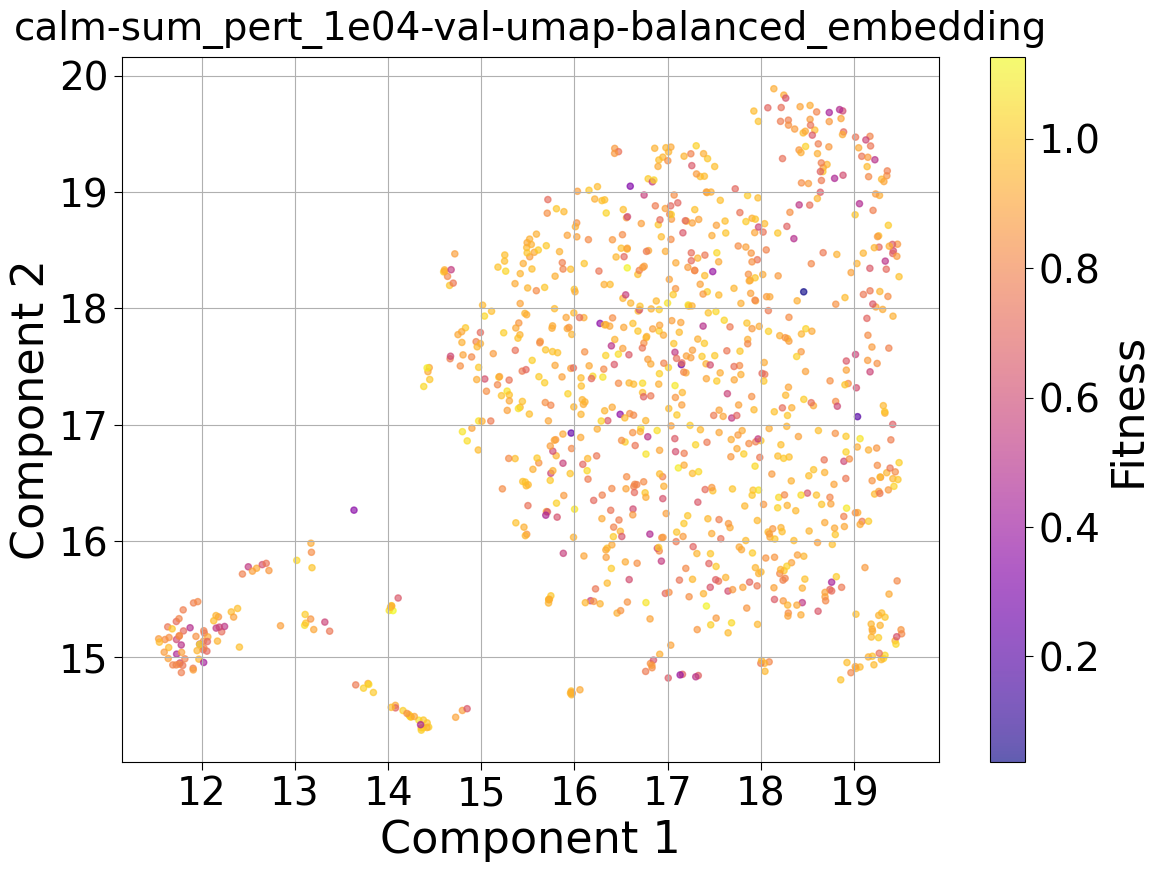 calm-sum_pert_1e04-val-umap-balanced_embedding
20
19
18
17
16
15
Component 2
12 13 14 15 16 17 18 19
Component 1
1.0
0.8
0.6
0.4
0.2
Fitness